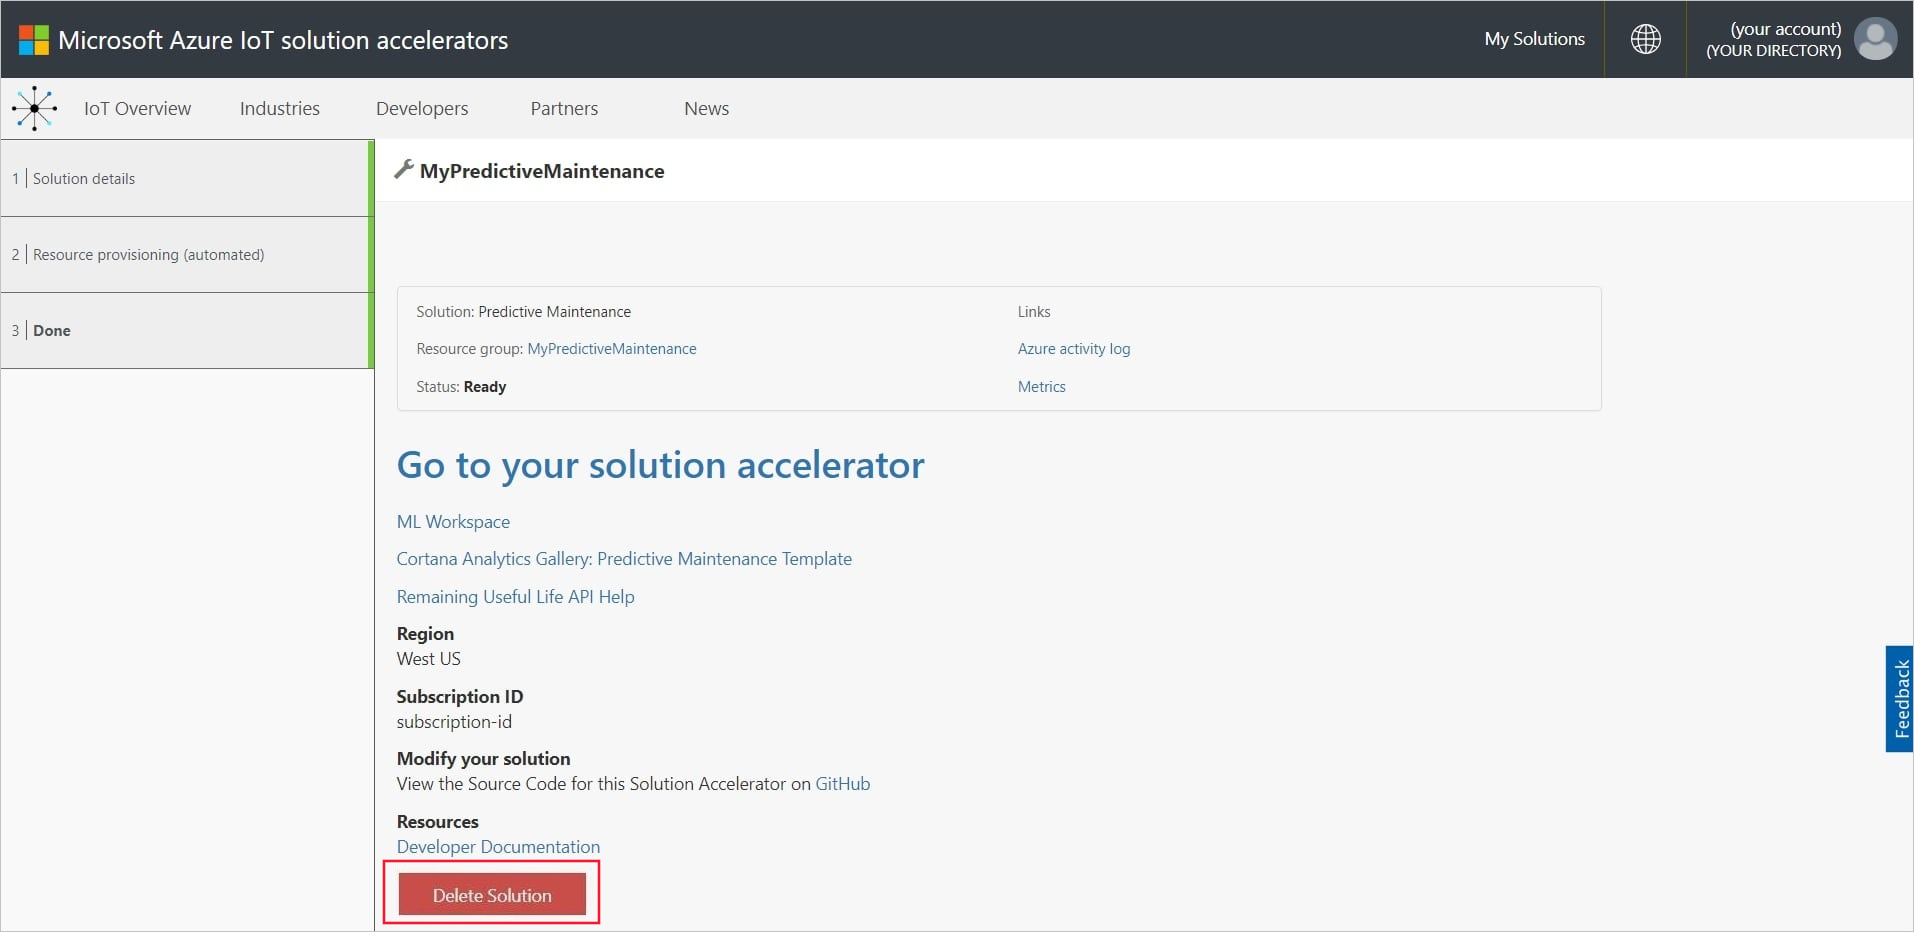 Microsoft Azure IoT solution accelerators
My Solutions
(your account)
(YOUR DIRECTORY)
IoT Overview
Industries
Developers
Partners
News
1 Solution details
2 Resource provisioning (automated)
3 Done
MyPredictiveMaintenance
Solution: Predictive Maintenance
Resource group: MyPredictiveMaintenance
Status: Ready
Links
Azure activity log
Metrics
Go to your solution accelerator
ML Workspace
Cortana Analytics Gallery: Predictive Maintenance Template
Remaining Useful Life API Help
Region
West US
Subscription ID
subscription-id
Modify your solution
View the Source Code for this Solution Accelerator on GitHub
Resources
Developer Documentation
Delete Solution
Feedback